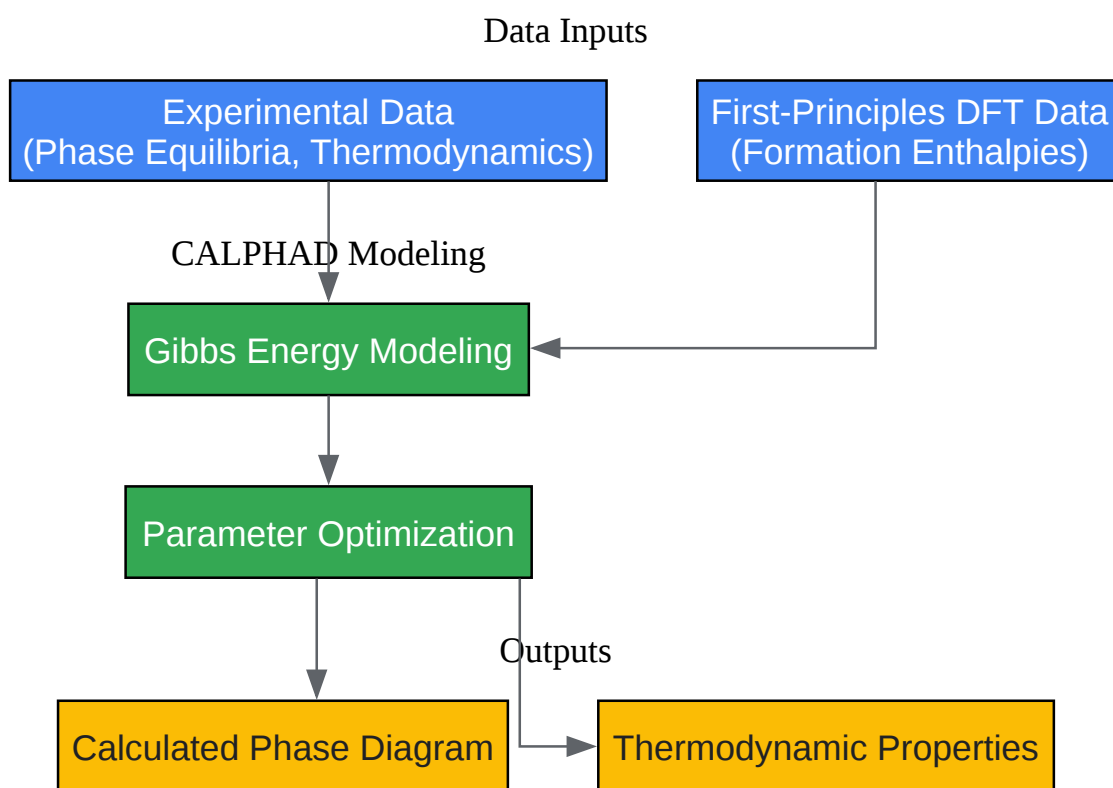 Data Inputs
Experimental Data
(Phase Equilibria, Thermodynamics)
First-Principles DFT Data
(Formation Enthalpies)
CALPHAD Modeling
Gibbs Energy Modeling
Parameter Optimization
Outputs
Calculated Phase Diagram
Thermodynamic Properties